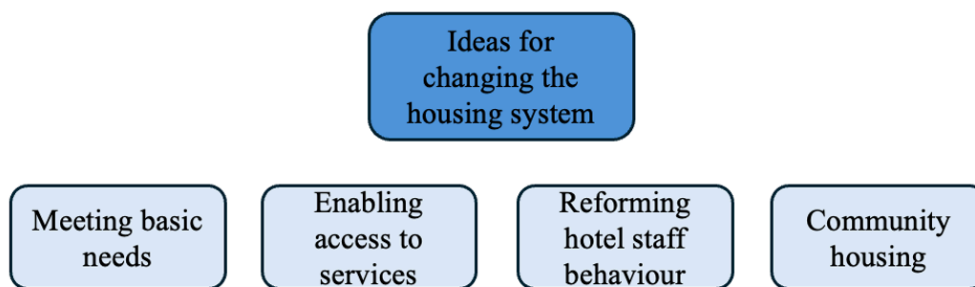 Ideas for
changing the
housing system
Meeting basic
needs
Enabling
access to
services
Reforming
hotel staff
behaviour
Community
housing